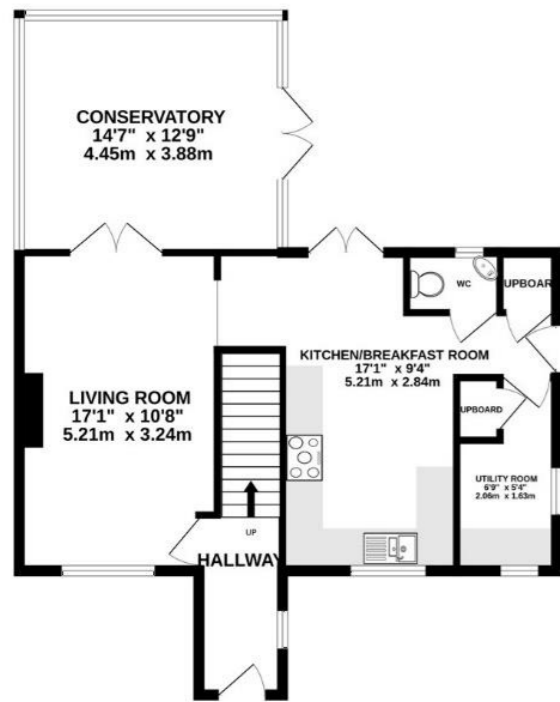 CONSERVATORY
14'7" x 12'9"
4.45m x 3.88m
WC
UPBOAR
KITCHEN/BREAKFAST ROOM
17'1" x 9'4"
5.21m x 2.84m
LIVING ROOM
17'1" x 10'8"
5.21m x 3.24m
UPBOARD
UTILITY ROOM
6'9" x 5'4"
2.06m x 1.63m
UP
HALLWAY